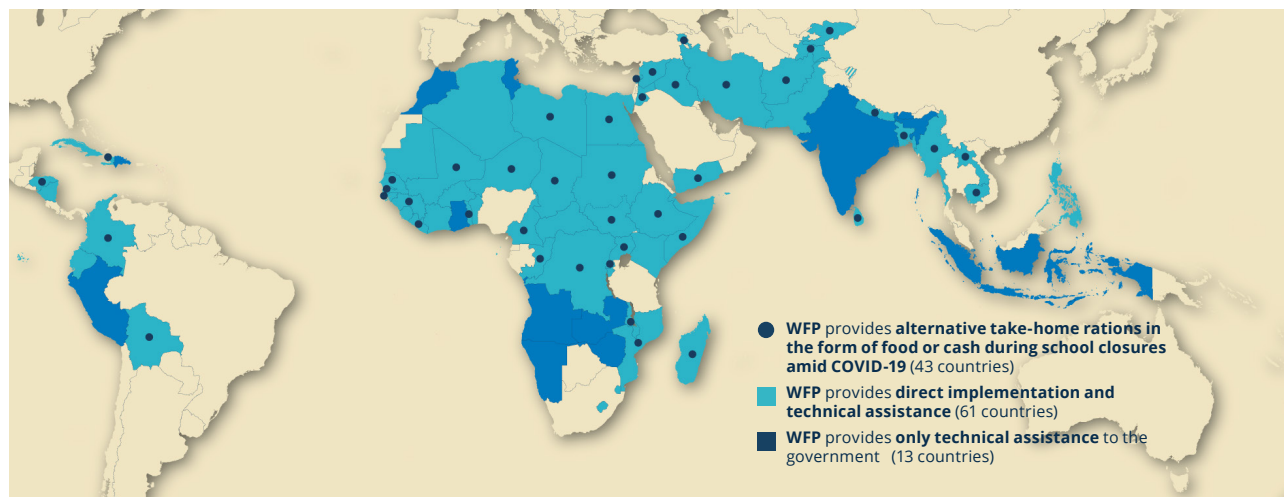 WFP provides alternative take-home rations in
the form of food or cash during school closures
amid COVID-19 (43 countries)
WFP provides direct implementation and
technical assistance (61 countries)
WFP provides only technical assistance to the
government (13 countries)